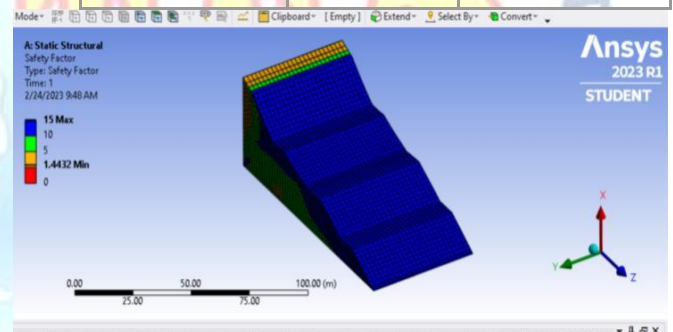 Mode
Clipboard
[ Empty ]
Extend
Select By
Convert
A: Static Structural
Safety Factor
Type: Safety Factor
Time: 1
2/24/2023 9:48 AM
15 Max
10
5
1.4432 Min
0
Ansys
2023 R1
STUDENT
X
Y
Z
0.00
50.00
100.00 (m)
25.00
75.00